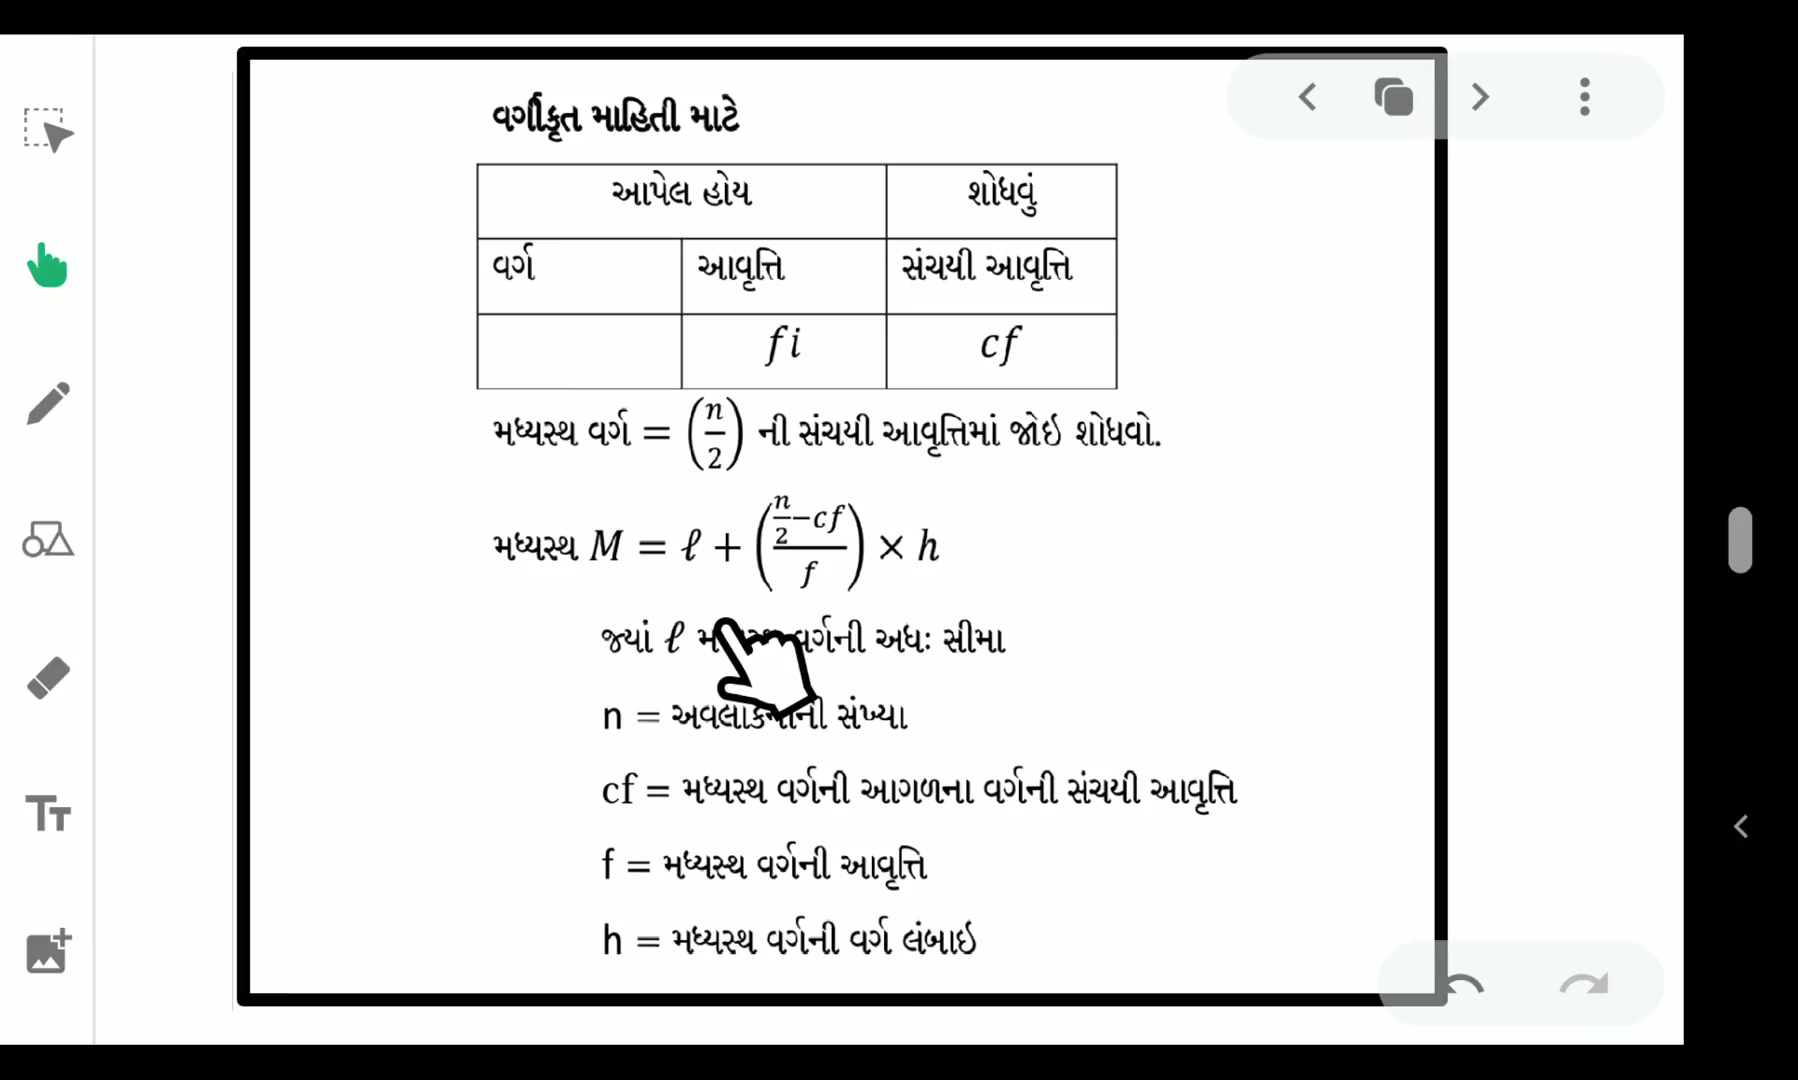 વર્ગીકૃત માહિતી માટે
આપેલ હોય શોધવું
વર્ગ આવૃત્તિ સંચયી આવૃત્તિ
fi cf
મધ્યસ્થ વર્ગ = (n/2) ની સંચયી આવૃત્તિમાં જોઇ શોધવો.
મધ્યસ્થ M = ℓ + ((n/2 − cf)/f) × h
જ્યાં ℓ વર્ગની અધઃ સીમા
n = સંખ્યા
cf = મધ્યસ્થ વર્ગની આગળના વર્ગની સંચયી આવૃત્તિ
f = મધ્યસ્થ વર્ગની આવૃત્તિ
h = મધ્યસ્થ વર્ગની વર્ગ લંબાઇ
Tт